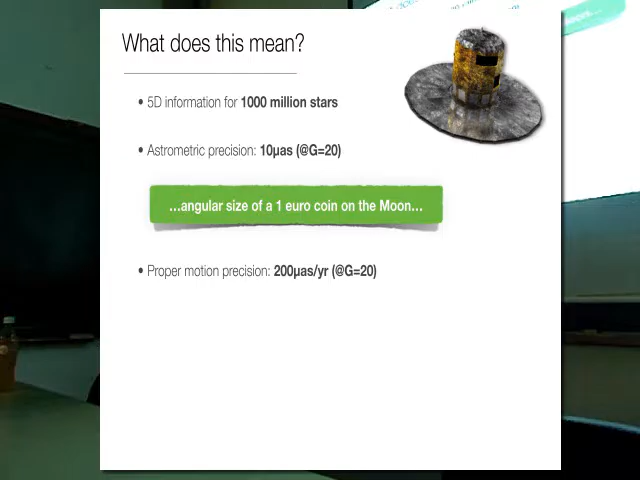 What does this mean?
• 5D information for 1000 million stars
• Astrometric precision: 10µas (@G=20)
...angular size of a 1 euro coin on the Moon...
• Proper motion precision: 200µas/yr (@G=20)